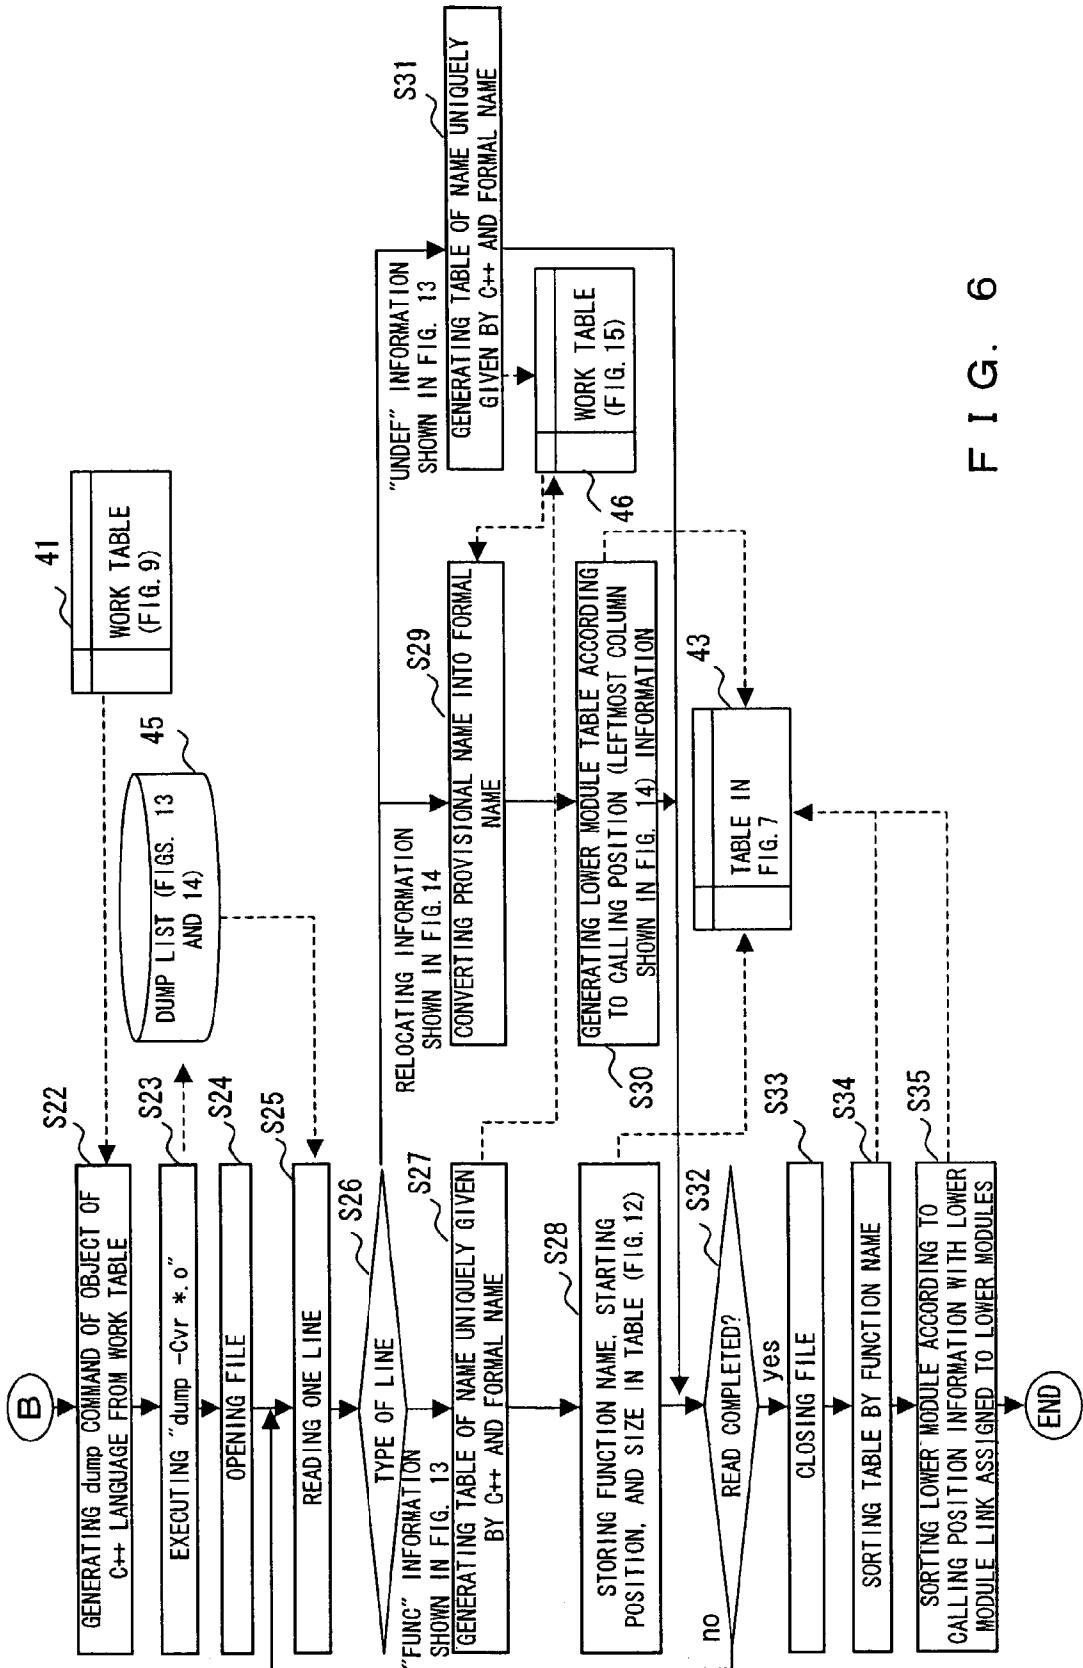 B
S22
GENERATING dump COMMAND OF OBJECT OF
C++ LANGUAGE FROM WORK TABLE
41
WORK TABLE
(FIG. 9)
S23
EXECUTING "dump -Cvr *.o"
45
DUMP LIST (FIGS. 13
AND 14)
S24
OPENING FILE
S25
READING ONE LINE
S26
TYPE OF LINE
"FUNC" INFORMATION
SHOWN IN FIG. 13
RELOCATING INFORMATION
SHOWN IN FIG. 14
"UNDEF" INFORMATION
SHOWN IN FIG. 13
S27
GENERATING TABLE OF NAME UNIQUELY GIVEN
BY C++ AND FORMAL NAME
S29
CONVERTING PROVISIONAL NAME INTO FORMAL
NAME
S31
GENERATING TABLE OF NAME UNIQUELY
GIVEN BY C++ AND FORMAL NAME
WORK TABLE
(FIG. 15)
46
S28
STORING FUNCTION NAME, STARTING
POSITION, AND SIZE IN TABLE (FIG. 12)
S30
GENERATING LOWER MODULE TABLE ACCORDING
TO CALLING POSITION (LEFTMOST COLUMN
SHOWN IN FIG. 14) INFORMATION
43
TABLE IN
FIG. 7
S32
READ COMPLETED?
no
yes
S33
CLOSING FILE
S34
SORTING TABLE BY FUNCTION NAME
S35
SORTING LOWER MODULE ACCORDING TO
CALLING POSITION INFORMATION WITH LOWER
MODULE LINK ASSIGNED TO LOWER MODULES
END
FIG. 6